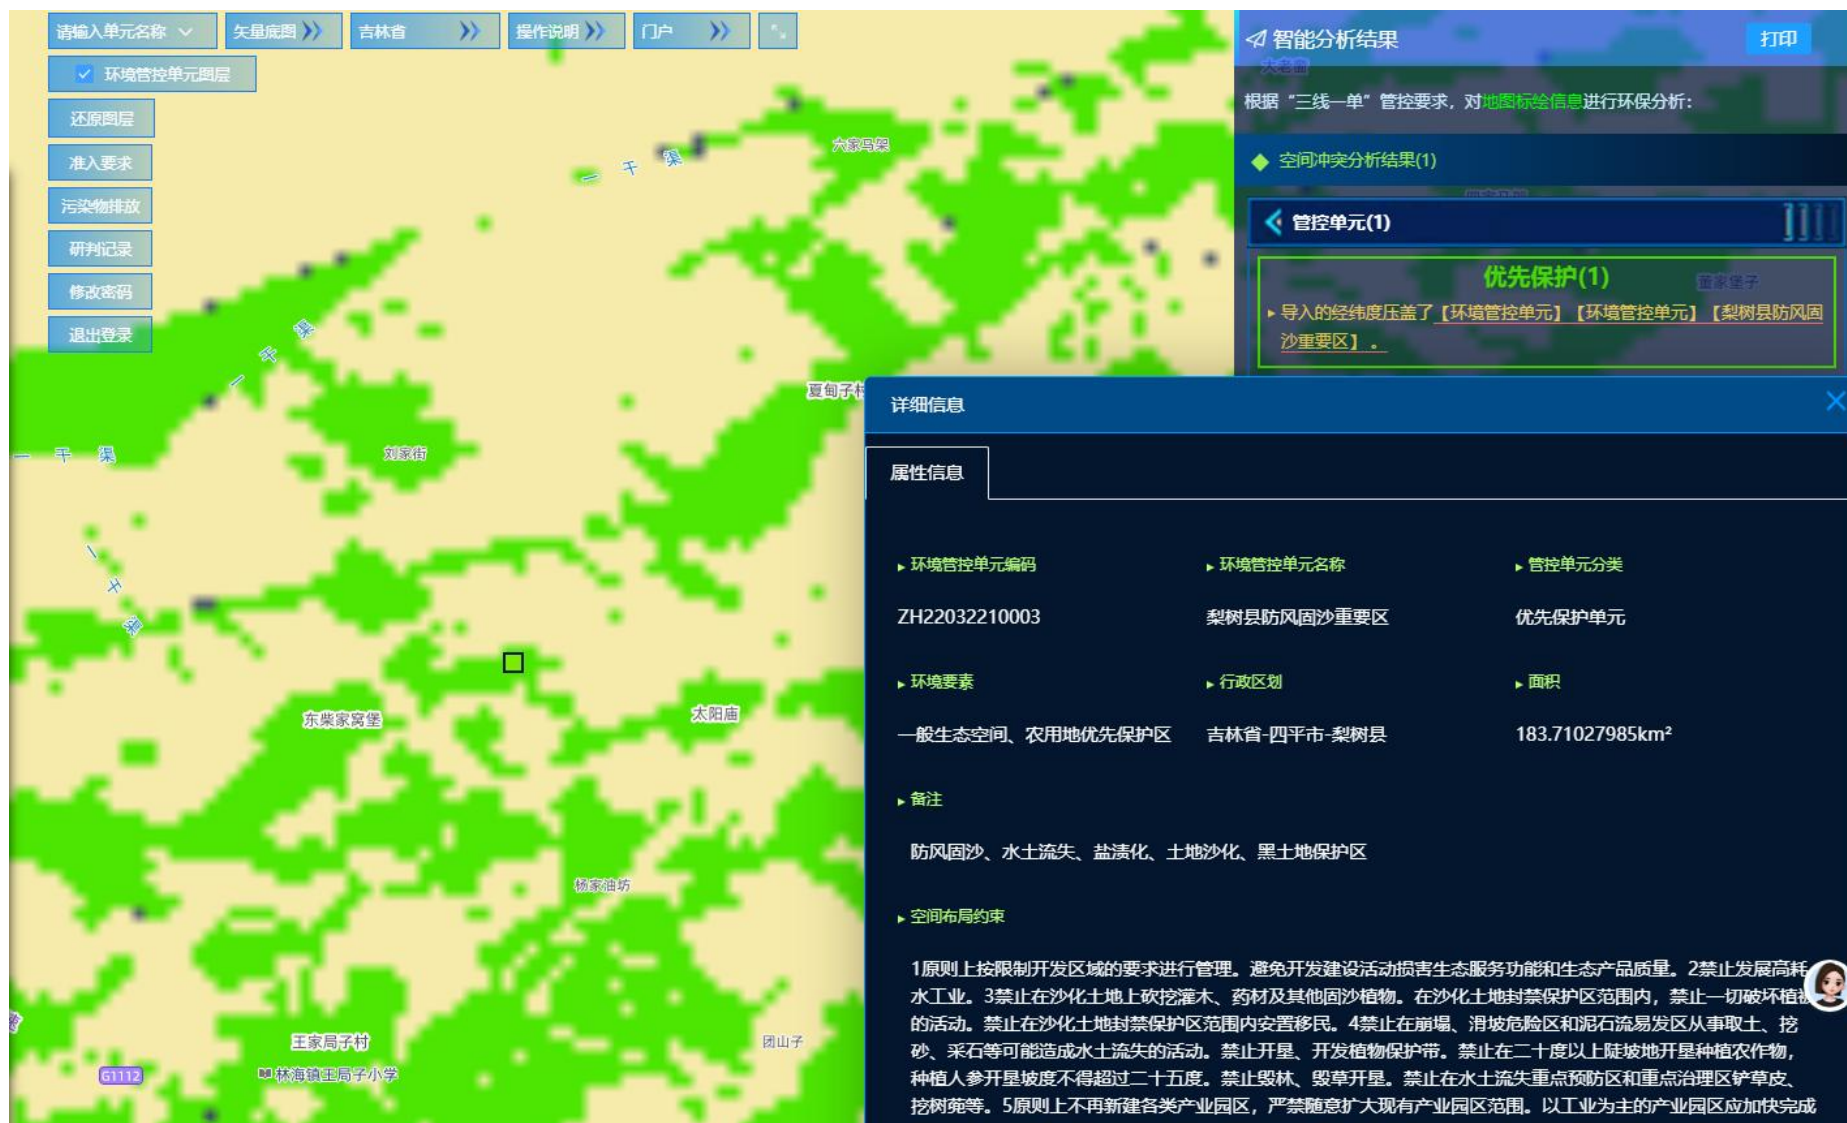 请输入单元名称
矢量底图
吉林省
操作说明
门户
环境管控单元图层
还原图层
准入要求
污染物排放
研判记录
修改密码
退出登录
一干渠
六家马架
一干渠
夏甸子村
刘家街
一干渠
一干渠
东柴家窝堡
太阳庙
杨家油坊
王家局子村
团山子
G1112
林海镇王局子小学
智能分析结果
打印
根据“三线一单”管控要求，对地图标绘信息进行环保分析：
空间冲突分析结果(1)
管控单元(1)
优先保护(1)
董家堡子
导入的经纬度压盖了【环境管控单元】【环境管控单元】【梨树县防风固
沙重要区】。
详细信息
属性信息
环境管控单元编码
环境管控单元名称
管控单元分类
ZH22032210003
梨树县防风固沙重要区
优先保护单元
环境要素
行政区划
面积
一般生态空间、农用地优先保护区
吉林省-四平市-梨树县
183.71027985km²
备注
防风固沙、水土流失、盐渍化、土地沙化、黑土地保护区
空间布局约束
1原则上按限制开发区域的要求进行管理。避免开发建设活动损害生态服务功能和生态产品质量。2禁止发展高耗
水工业。3禁止在沙化土地上砍挖灌木、药材及其他固沙植物。在沙化土地封禁保护区范围内，禁止一切破坏植被
的活动。禁止在沙化土地封禁保护区范围内安置移民。4禁止在崩塌、滑坡危险区和泥石流易发区从事取土、挖
砂、采石等可能造成水土流失的活动。禁止开垦、开发植物保护带。禁止在二十度以上陡坡地开垦种植农作物，
种植人参开垦坡度不得超过二十五度。禁止毁林、毁草开垦。禁止在水土流失重点预防区和重点治理区铲草皮、
挖树蔸等。5原则上不再新建各类产业园区，严禁随意扩大现有产业园区范围。以工业为主的产业园区应加快完成